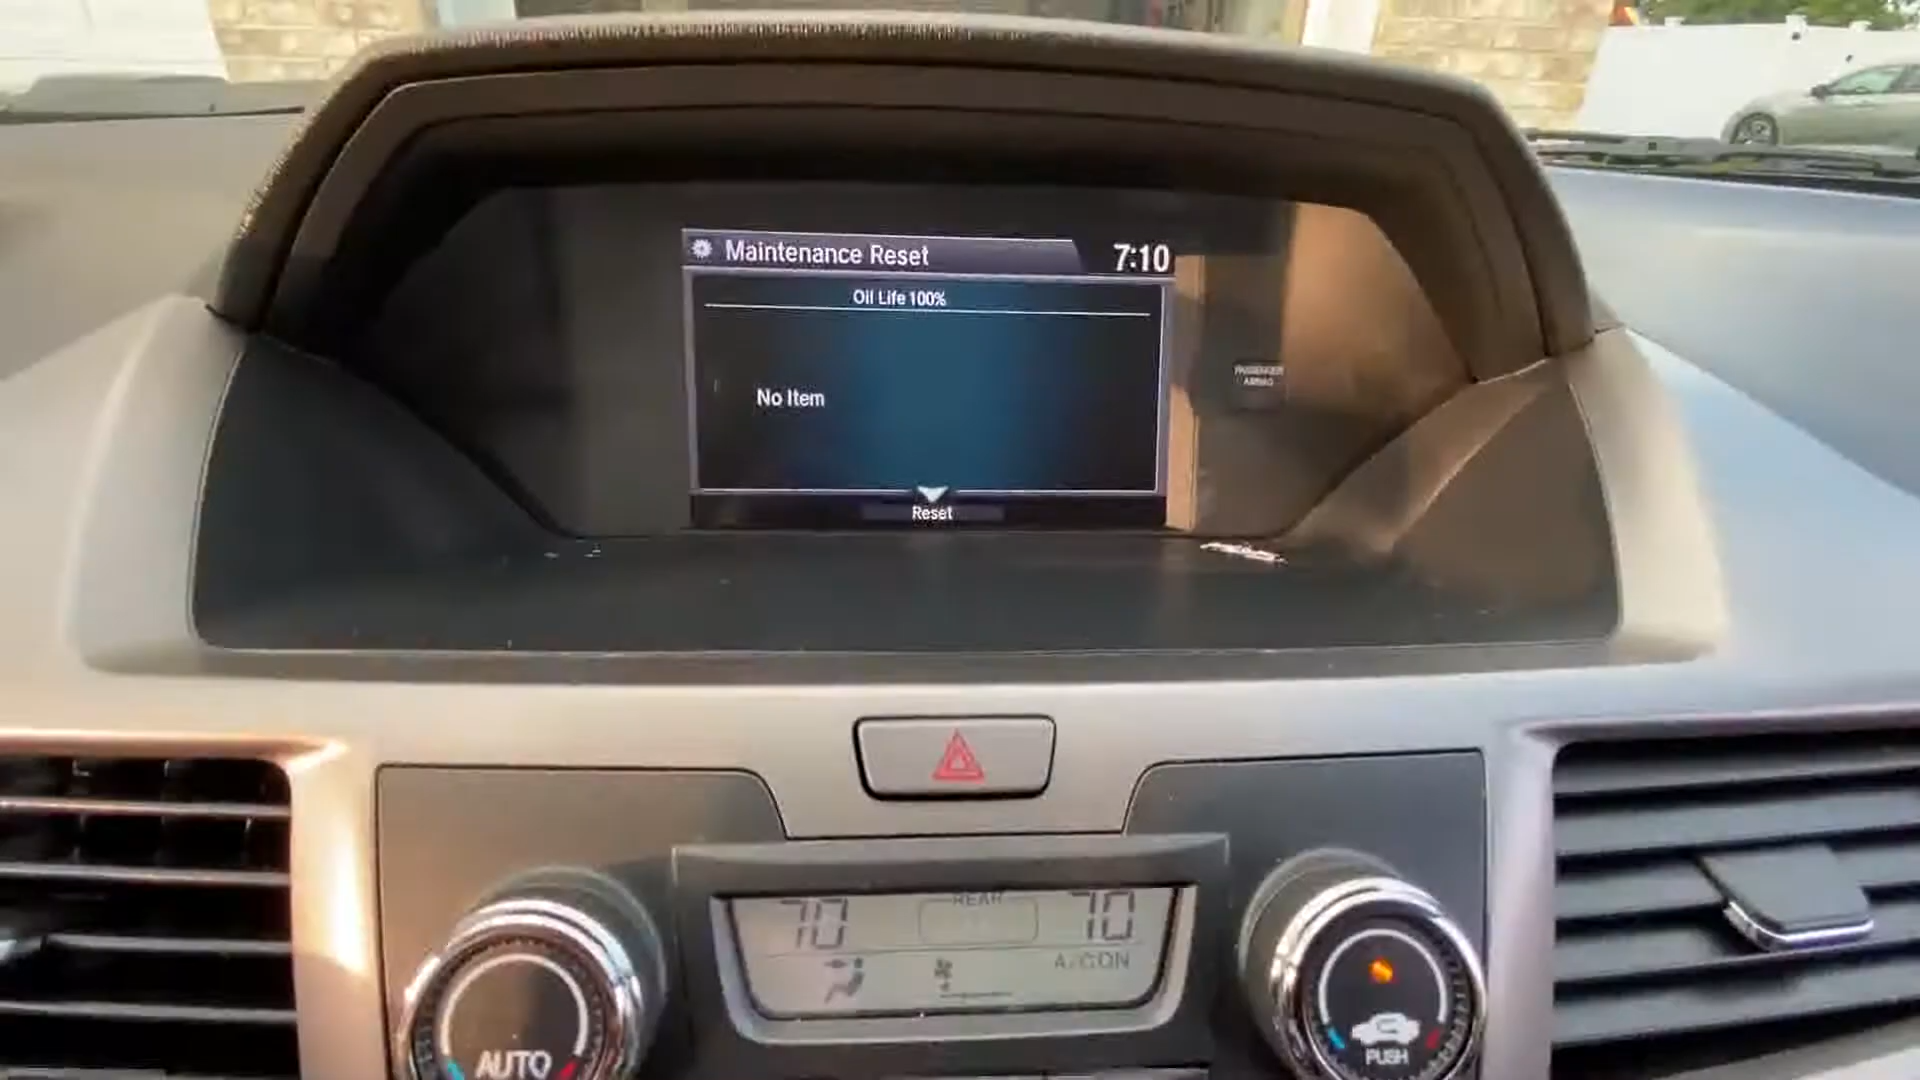 Maintenance Reset
7:10
Oil Life 100%
No Item
Reset
PASSENGER
AIRBAG
70
REAR
70
A/C ON
AUTO
PUSH